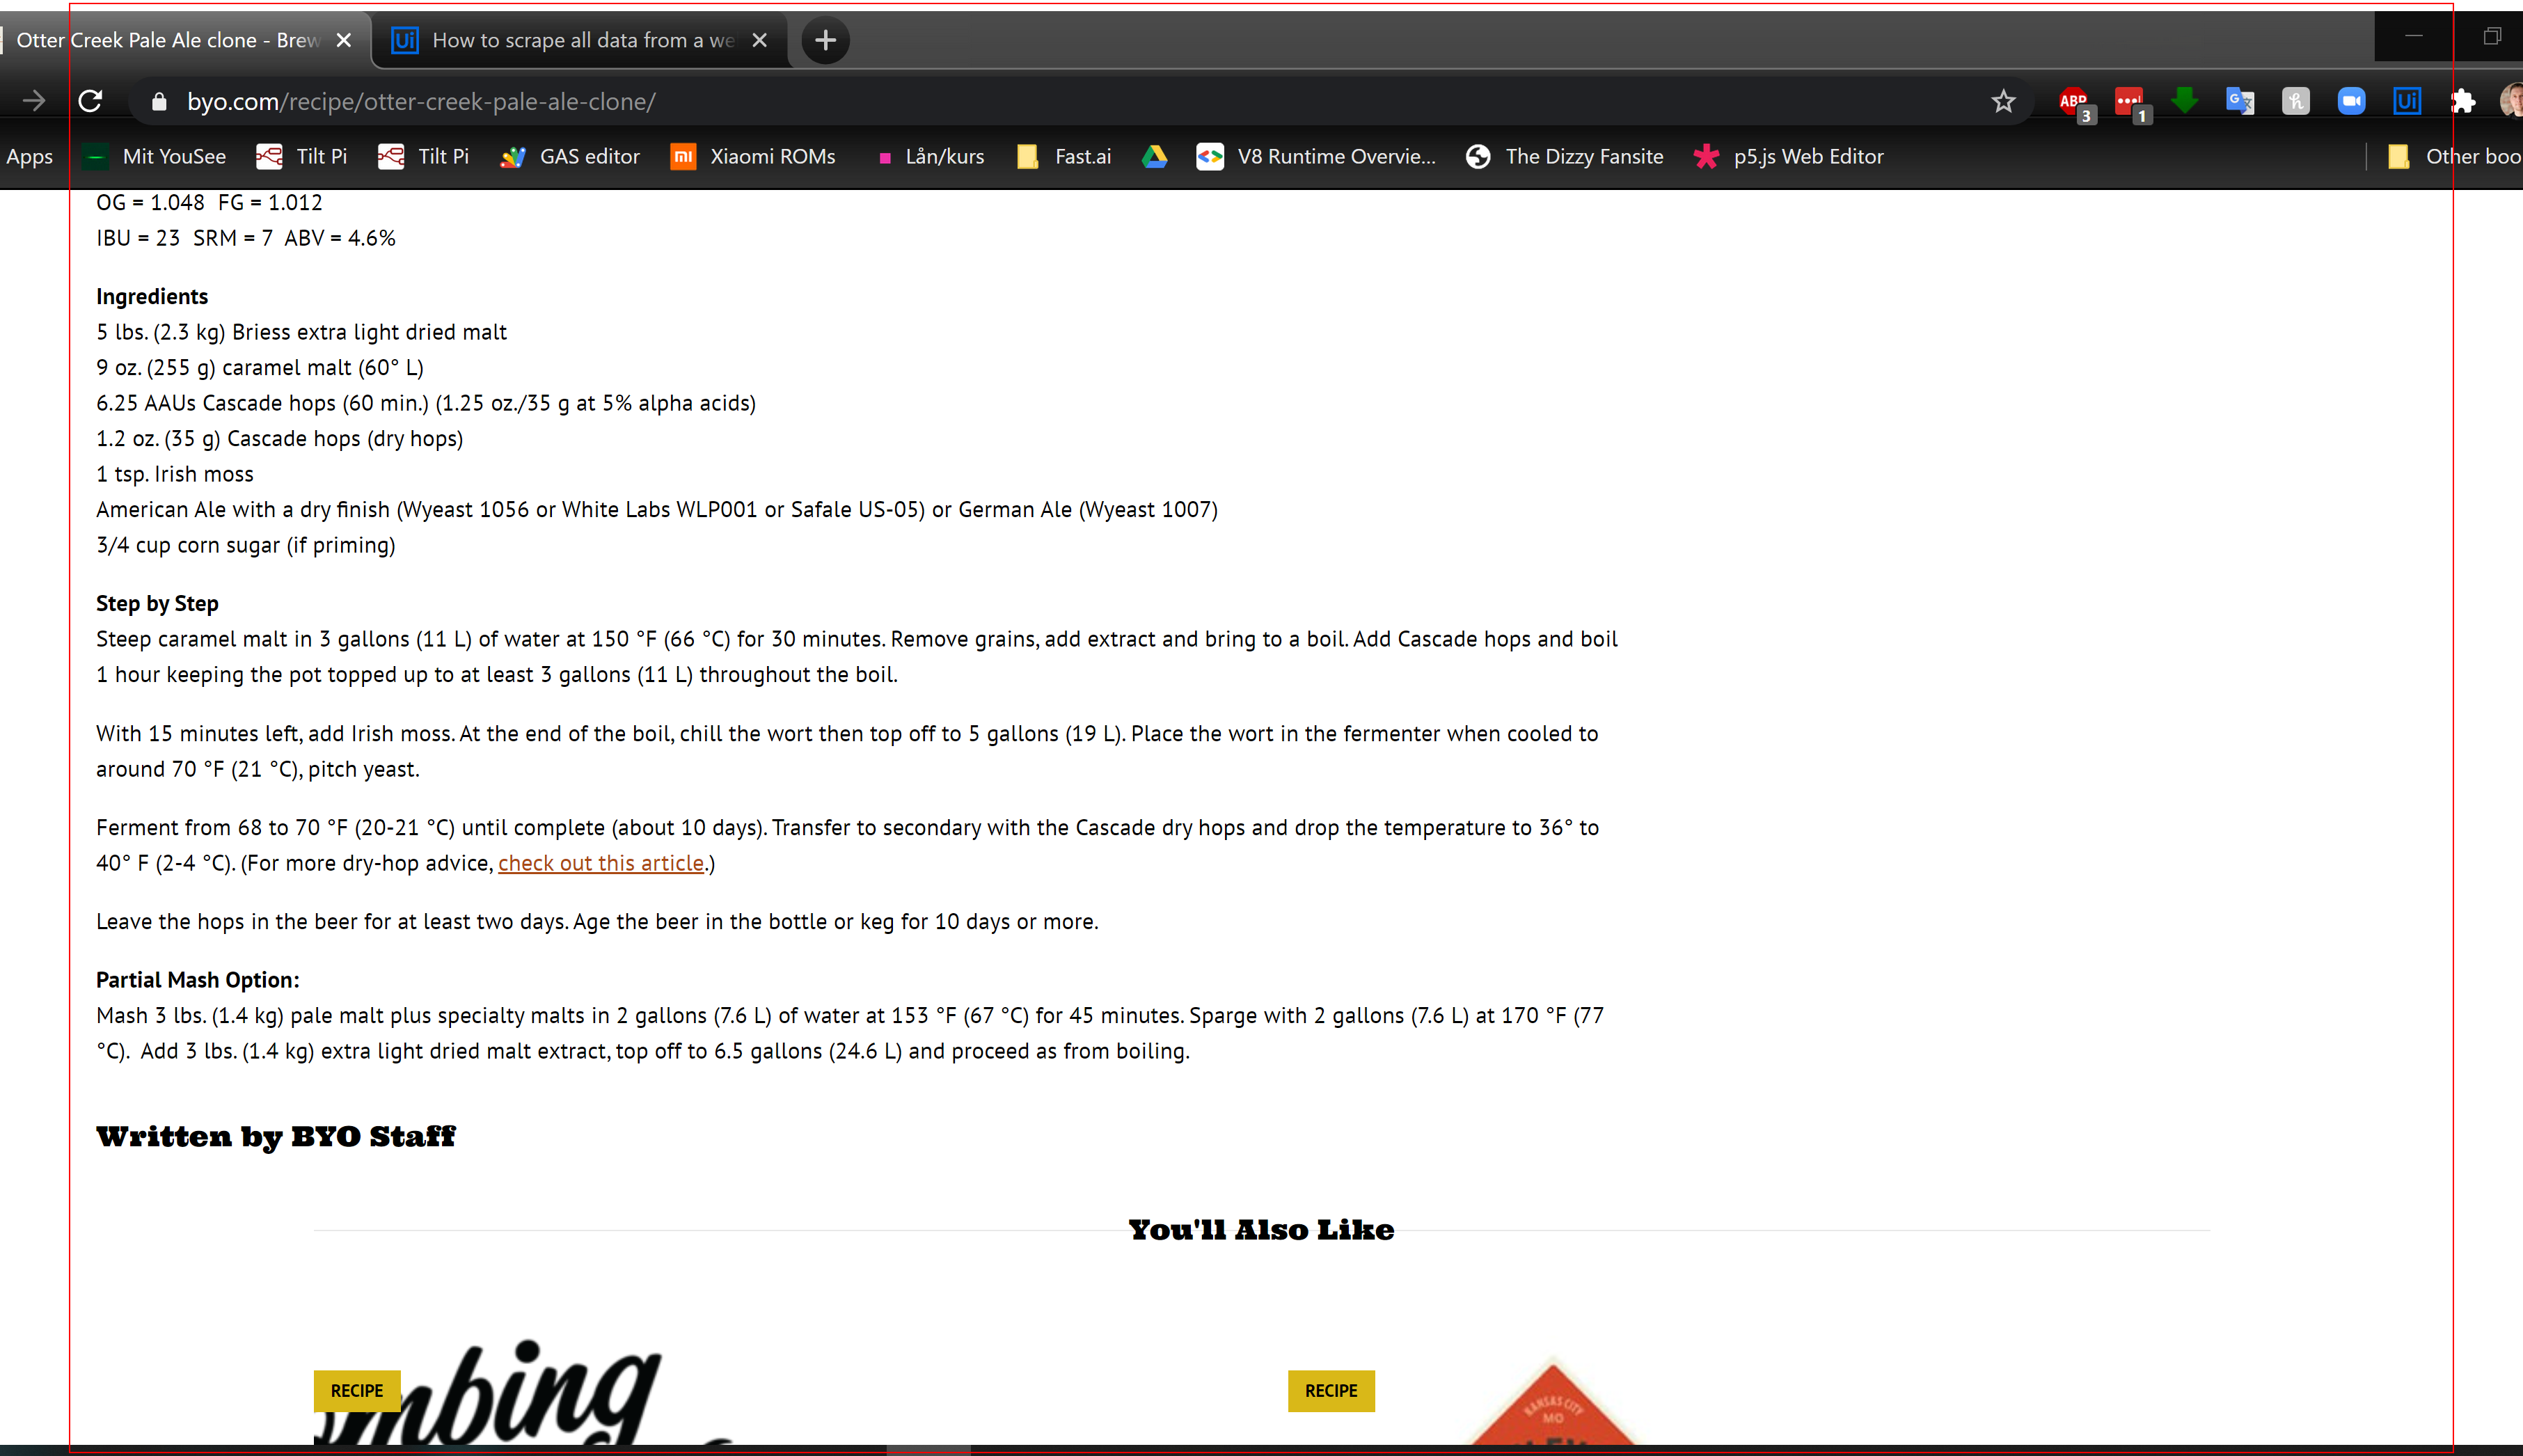 Otter Creek Pale Ale clone - Brew
Ui How to scrape all data from a we
byo.com/recipe/otter-creek-pale-ale-clone/
ABP 3 1 Ui
Apps Mit YouSee Tilt Pi Tilt Pi GAS editor mi Xiaomi ROMs Lån/kurs Fast.ai V8 Runtime Overvie... The Dizzy Fansite p5.js Web Editor Other boo
OG = 1.048 FG = 1.012
IBU = 23 SRM = 7 ABV = 4.6%
Ingredients
5 lbs. (2.3 kg) Briess extra light dried malt
9 oz. (255 g) caramel malt (60° L)
6.25 AAUs Cascade hops (60 min.) (1.25 oz./35 g at 5% alpha acids)
1.2 oz. (35 g) Cascade hops (dry hops)
1 tsp. Irish moss
American Ale with a dry finish (Wyeast 1056 or White Labs WLP001 or Safale US-05) or German Ale (Wyeast 1007)
3/4 cup corn sugar (if priming)
Step by Step
Steep caramel malt in 3 gallons (11 L) of water at 150 °F (66 °C) for 30 minutes. Remove grains, add extract and bring to a boil. Add Cascade hops and boil
1 hour keeping the pot topped up to at least 3 gallons (11 L) throughout the boil.
With 15 minutes left, add Irish moss. At the end of the boil, chill the wort then top off to 5 gallons (19 L). Place the wort in the fermenter when cooled to
around 70 °F (21 °C), pitch yeast.
Ferment from 68 to 70 °F (20-21 °C) until complete (about 10 days). Transfer to secondary with the Cascade dry hops and drop the temperature to 36° to
40° F (2-4 °C). (For more dry-hop advice, check out this article.)
Leave the hops in the beer for at least two days. Age the beer in the bottle or keg for 10 days or more.
Partial Mash Option:
Mash 3 lbs. (1.4 kg) pale malt plus specialty malts in 2 gallons (7.6 L) of water at 153 °F (67 °C) for 45 minutes. Sparge with 2 gallons (7.6 L) at 170 °F (77
°C).  Add 3 lbs. (1.4 kg) extra light dried malt extract, top off to 6.5 gallons (24.6 L) and proceed as from boiling.
Written by BYO Staff
You'll Also Like
RECIPE
mbing
RECIPE
KANSAS CITY
MO